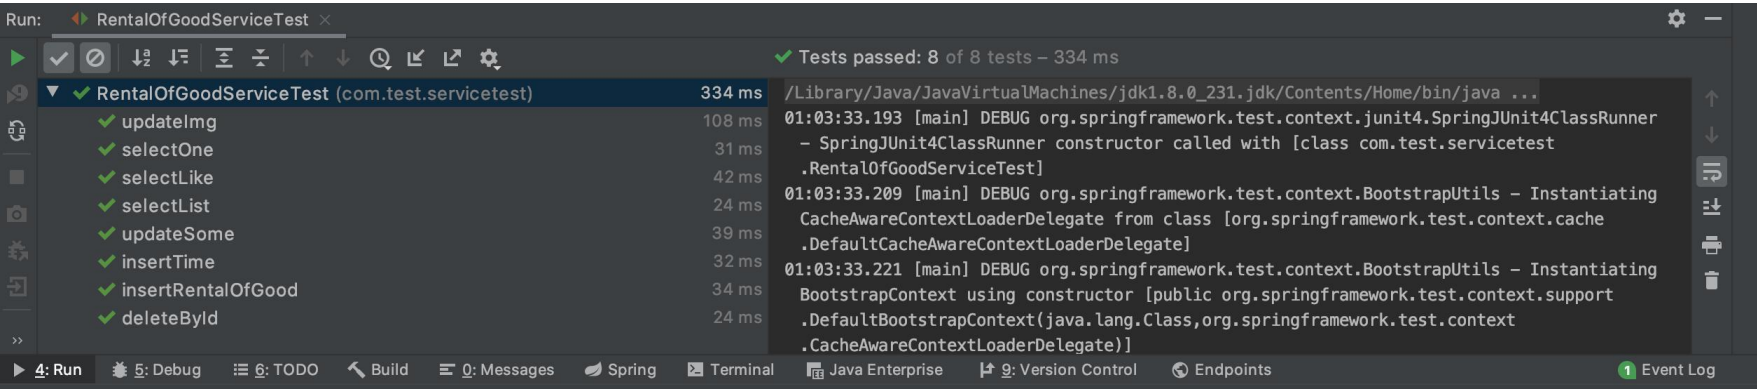 Run: RentalOfGoodServiceTest
Tests passed: 8 of 8 tests – 334 ms
RentalOfGoodServiceTest (com.test.servicetest) 334 ms
updateImg 108 ms
selectOne 31 ms
selectLike 42 ms
selectList 24 ms
updateSome 39 ms
insertTime 32 ms
insertRentalOfGood 34 ms
deleteById 24 ms
/Library/Java/JavaVirtualMachines/jdk1.8.0_231.jdk/Contents/Home/bin/java ...
01:03:33.193 [main] DEBUG org.springframework.test.context.junit4.SpringJUnit4ClassRunner
– SpringJUnit4ClassRunner constructor called with [class com.test.servicetest
.RentalOfGoodServiceTest]
01:03:33.209 [main] DEBUG org.springframework.test.context.BootstrapUtils – Instantiating
CacheAwareContextLoaderDelegate from class [org.springframework.test.context.cache
.DefaultCacheAwareContextLoaderDelegate]
01:03:33.221 [main] DEBUG org.springframework.test.context.BootstrapUtils – Instantiating
BootstrapContext using constructor [public org.springframework.test.context.support
.DefaultBootstrapContext(java.lang.Class,org.springframework.test.context
.CacheAwareContextLoaderDelegate)]
4: Run 5: Debug 6: TODO Build 0: Messages Spring Terminal Java Enterprise 9: Version Control Endpoints 1 Event Log